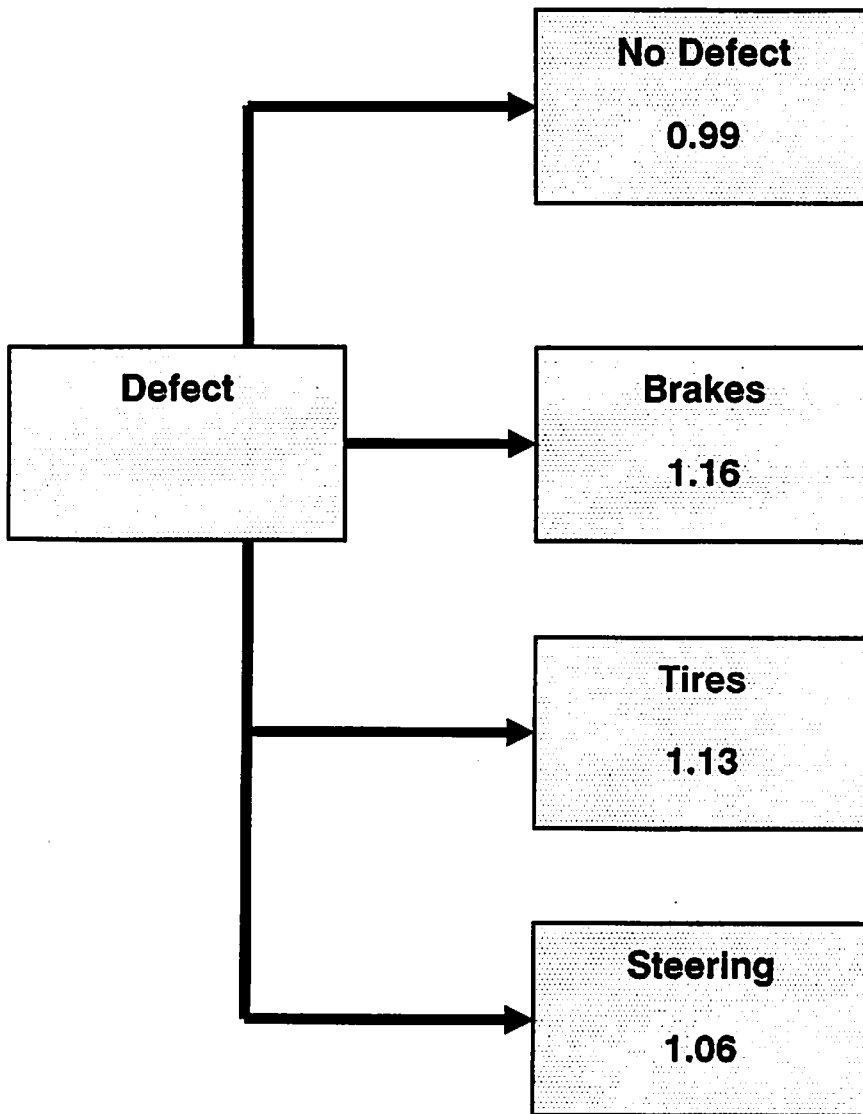 No Defect
0.99
Defect
Brakes
1.16
Tires
1.13
Steering
1.06